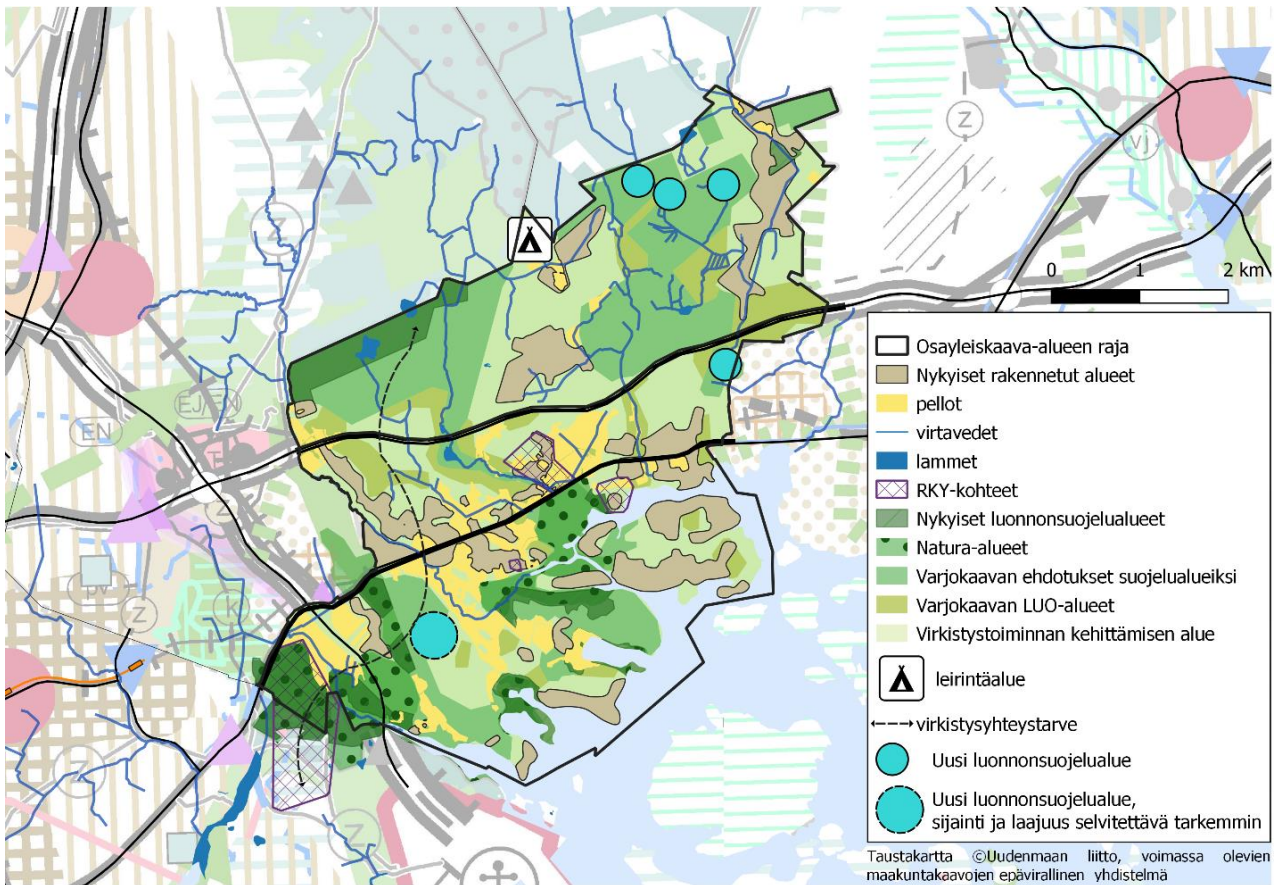 Z
vj
Z
0 1 2 km
EJ/EN
EN
T
Z
pv
Z
K
Z
Z
Osayleiskaava-alueen raja
Nykyiset rakennetut alueet
pellot
virtavedet
lammet
RKY-kohteet
Nykyiset luonnonsuojelualueet
Natura-alueet
Varjokaavan ehdotukset suojelualueiksi
Varjokaavan LUO-alueet
Virkistystoiminnan kehittämisen alue
leirintäalue
virkistysyhteystarve
Uusi luonnonsuojelualue
Uusi luonnonsuojelualue,
sijainti ja laajuus selvitettävä tarkemmin
Taustakartta ©Uudenmaan liitto, voimassa olevien
maakuntakaavojen epävirallinen yhdistelmä